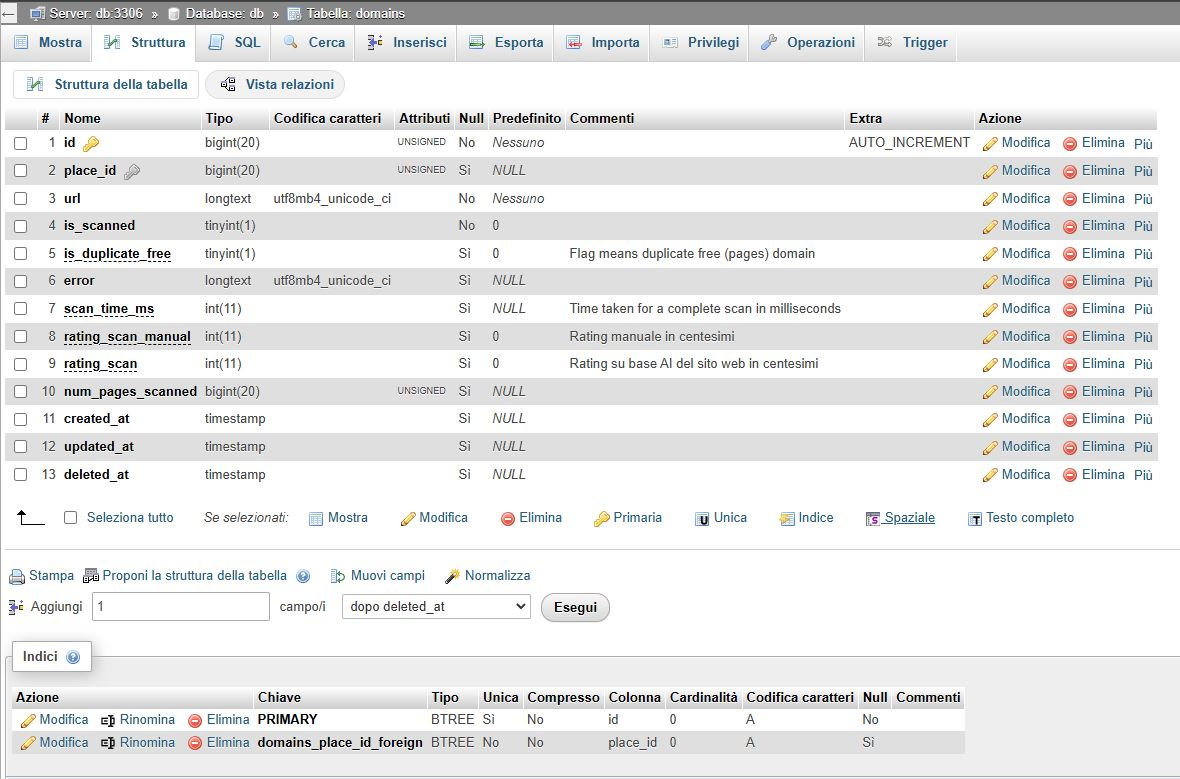 ← Server: db:3306 » Database: db » Tabella: domains
Mostra Struttura SQL Cerca Inserisci Esporta Importa Privilegi Operazioni Trigger
Struttura della tabella Vista relazioni
# Nome Tipo Codifica caratteri Attributi Null Predefinito Commenti Extra Azione
1 id bigint(20) UNSIGNED No Nessuno AUTO_INCREMENT Modifica Elimina Più
2 place_id bigint(20) UNSIGNED Sì NULL Modifica Elimina Più
3 url longtext utf8mb4_unicode_ci No Nessuno Modifica Elimina Più
4 is_scanned tinyint(1) No 0 Modifica Elimina Più
5 is_duplicate_free tinyint(1) Sì 0 Flag means duplicate free (pages) domain Modifica Elimina Più
6 error longtext utf8mb4_unicode_ci Sì NULL Modifica Elimina Più
7 scan_time_ms int(11) Sì NULL Time taken for a complete scan in milliseconds Modifica Elimina Più
8 rating_scan_manual int(11) Sì 0 Rating manuale in centesimi Modifica Elimina Più
9 rating_scan int(11) Sì 0 Rating su base AI del sito web in centesimi Modifica Elimina Più
10 num_pages_scanned bigint(20) UNSIGNED Sì NULL Modifica Elimina Più
11 created_at timestamp Sì NULL Modifica Elimina Più
12 updated_at timestamp Sì NULL Modifica Elimina Più
13 deleted_at timestamp Sì NULL Modifica Elimina Più
Seleziona tutto Se selezionati: Mostra Modifica Elimina Primaria U Unica Indice S Spaziale T Testo completo
Stampa Proponi la struttura della tabella Muovi campi Normalizza
Aggiungi 1 campo/i dopo deleted_at Esegui
Indici
Azione Chiave Tipo Unica Compresso Colonna Cardinalità Codifica caratteri Null Commenti
Modifica Rinomina Elimina PRIMARY BTREE Sì No id 0 A No
Modifica Rinomina Elimina domains_place_id_foreign BTREE No No place_id 0 A Sì